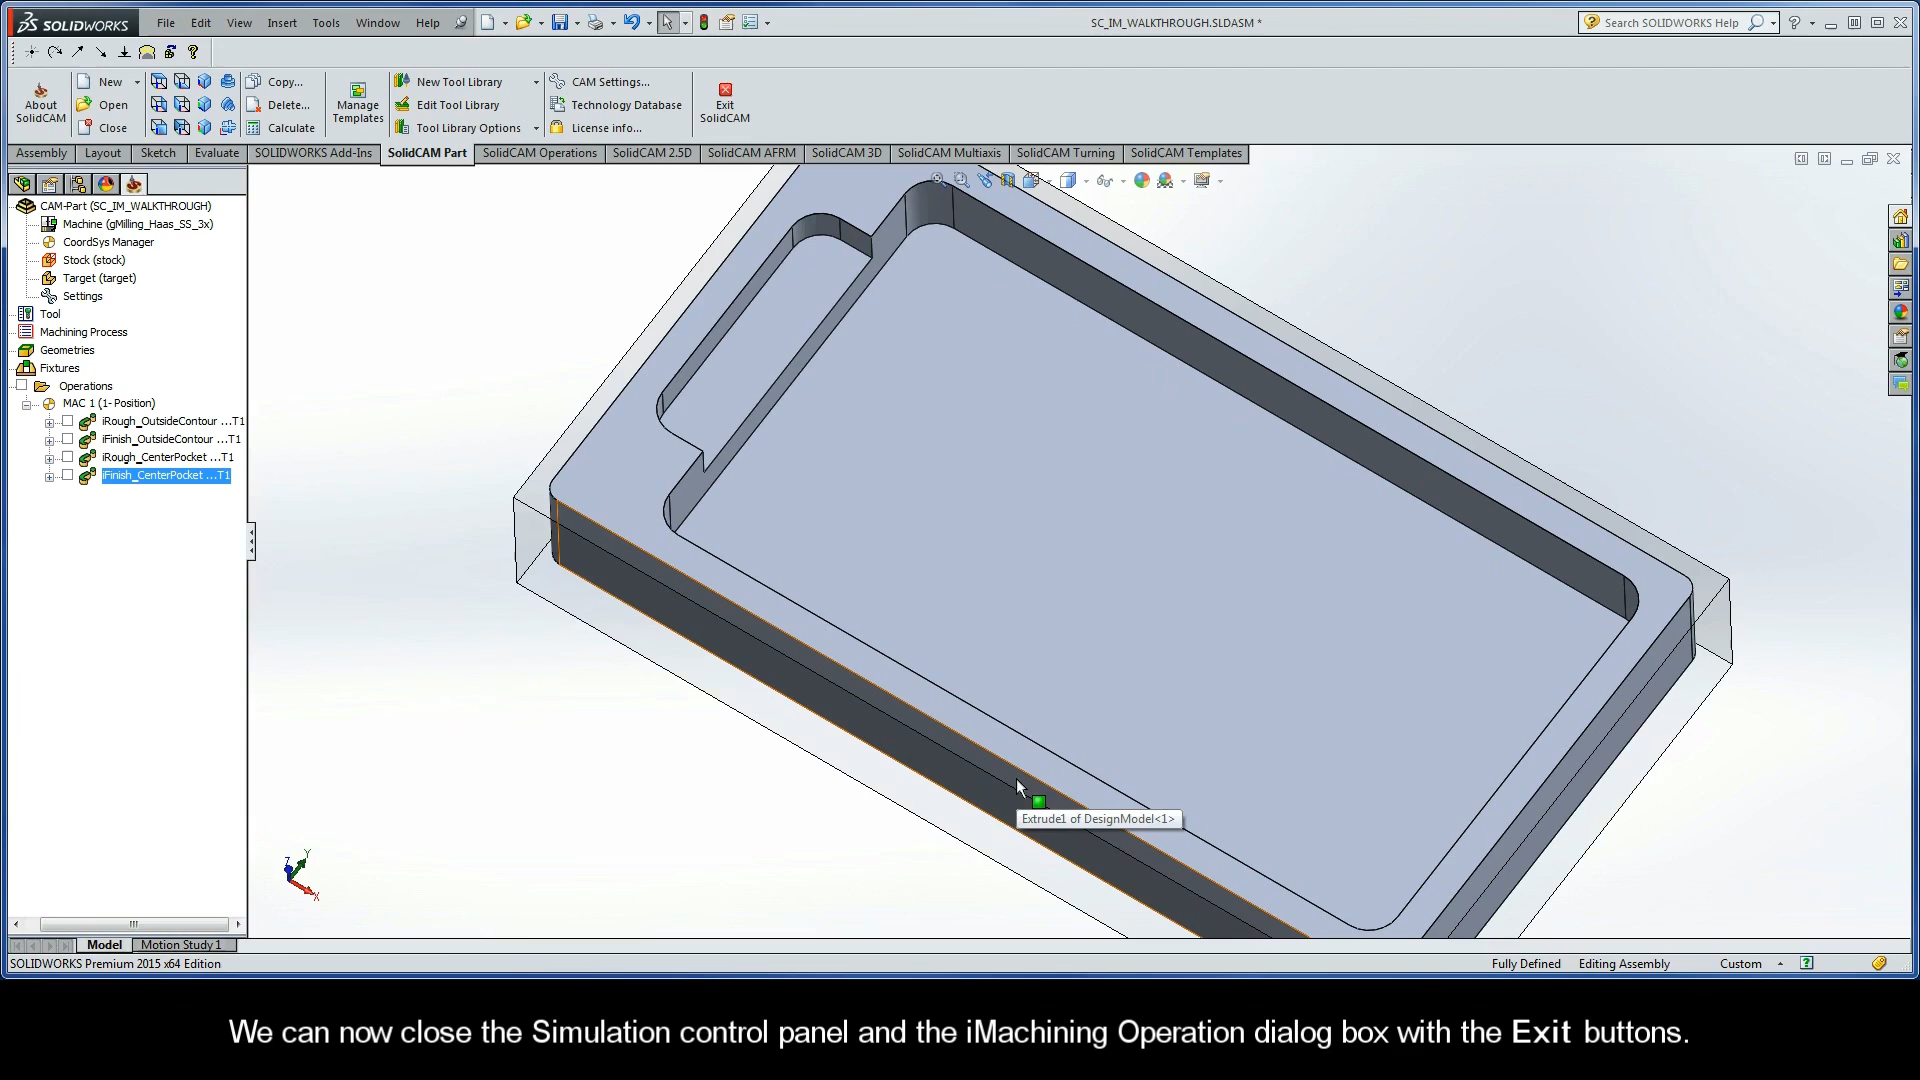 SOLIDWORKS File Edit View Insert Tools Window Help SC_IM_WALKTHROUGH.SLDASM * Search SOLIDWORKS Help
About SolidCAM
New
Open
Close
Copy...
Delete...
Calculate
Manage Templates
New Tool Library
Edit Tool Library
Tool Library Options
CAM Settings...
Technology Database
License info...
Exit SolidCAM
Assembly Layout Sketch Evaluate SOLIDWORKS Add-Ins SolidCAM Part SolidCAM Operations SolidCAM 2.5D SolidCAM AFRM SolidCAM 3D SolidCAM Multiaxis SolidCAM Turning SolidCAM Templates
CAM-Part (SC_IM_WALKTHROUGH)
Machine (gMilling_Haas_SS_3x)
CoordSys Manager
Stock (stock)
Target (target)
Settings
Tool
Machining Process
Geometries
Fixtures
Operations
MAC 1 (1- Position)
iRough_OutsideContour ...T1
iFinish_OutsideContour ...T1
iRough_CenterPocket ...T1
iFinish_CenterPocket ...T1
Extrude1 of DesignModel<1>
Z Y X
Model Motion Study 1
SOLIDWORKS Premium 2015 x64 Edition Fully Defined Editing Assembly Custom
We can now close the Simulation control panel and the iMachining Operation dialog box with the Exit buttons.